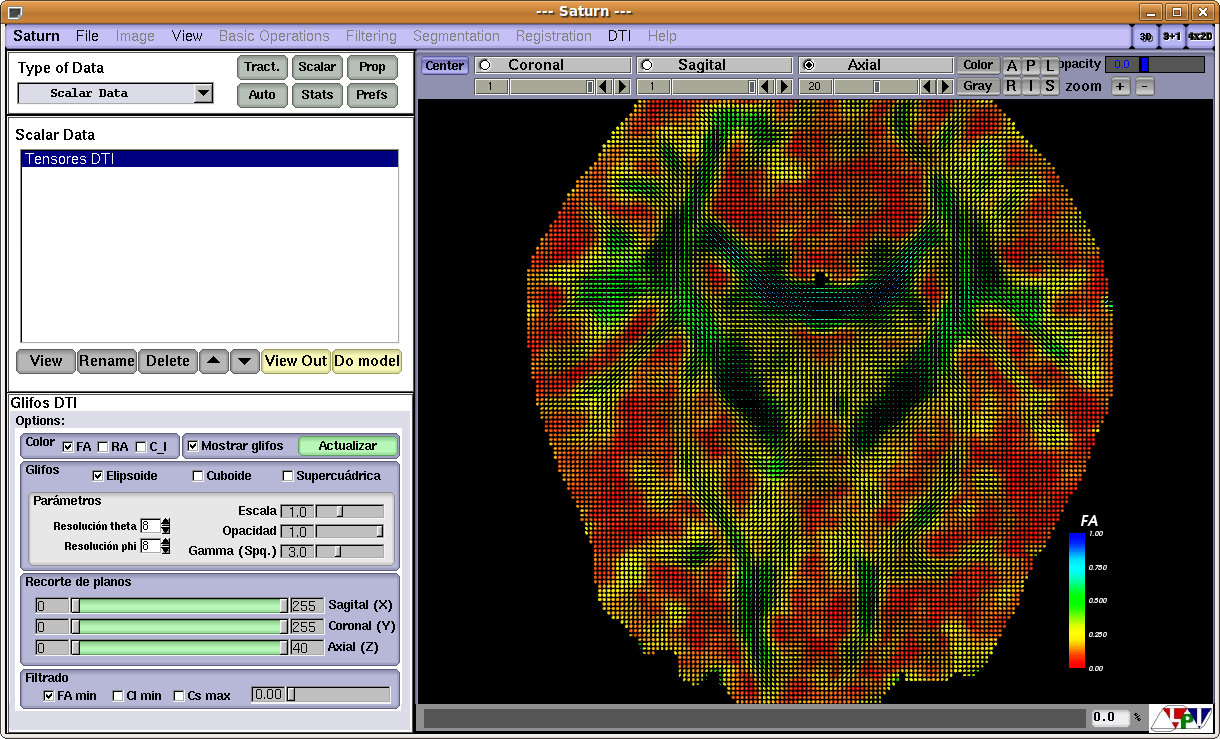 --- Saturn ---
Saturn File Image View Basic Operations Filtering Segmentation Registration DTI Help 3D 3+1 4x2D
Type of Data Tract. Scalar Prop
Scalar Data Auto Stats Prefs
Center Coronal Sagital Axial Color A P L opacity 0.0
1 1 20 Gray R I S zoom + -
Scalar Data
Tensores DTI
View Rename Delete View Out Do model
Glifos DTI
Options:
Color FA RA C_l Mostrar glifos Actualizar
Glifos
Elipsoide Cuboide Supercuádrica
Parámetros
Resolución theta 8
Resolución phi 8
Escala 1.0
Opacidad 1.0
Gamma (Spq.) 3.0
Recorte de planos
0 255 Sagital (X)
0 255 Coronal (Y)
0 40 Axial (Z)
Filtrado
FA min Cl min Cs max 0.00
FA
1.00
0.750
0.500
0.250
0.00
0.0 %
LPI